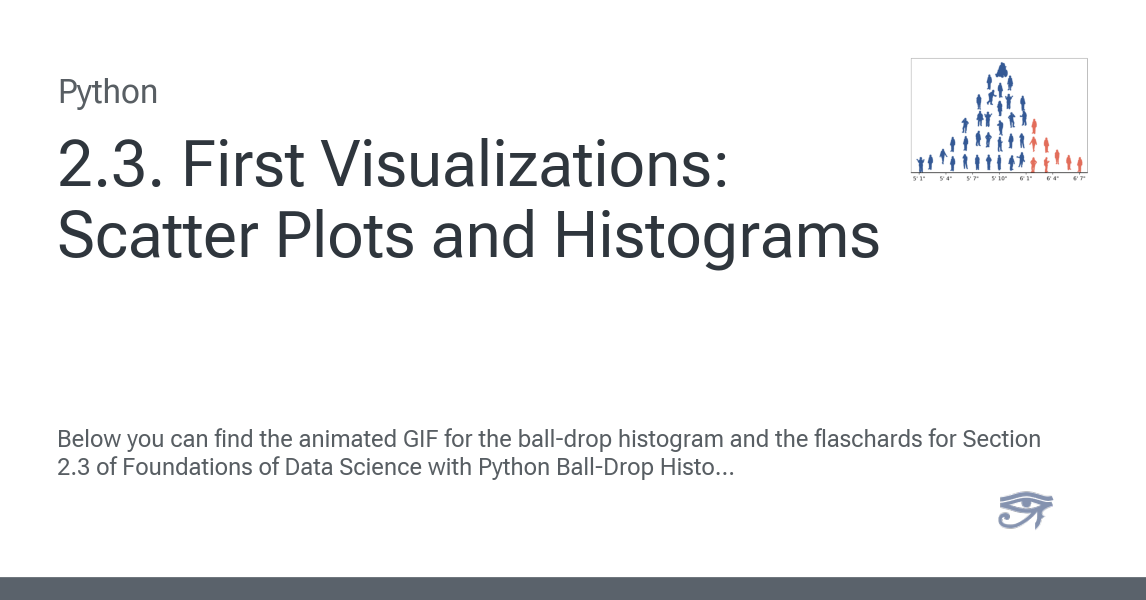 Python
2.3. First Visualizations:
Scatter Plots and Histograms
5' 1" 5' 4" 5' 7" 5' 10" 6' 1" 6' 4" 6' 7"
Below you can find the animated GIF for the ball-drop histogram and the flaschards for Section
2.3 of Foundations of Data Science with Python Ball-Drop Histo...